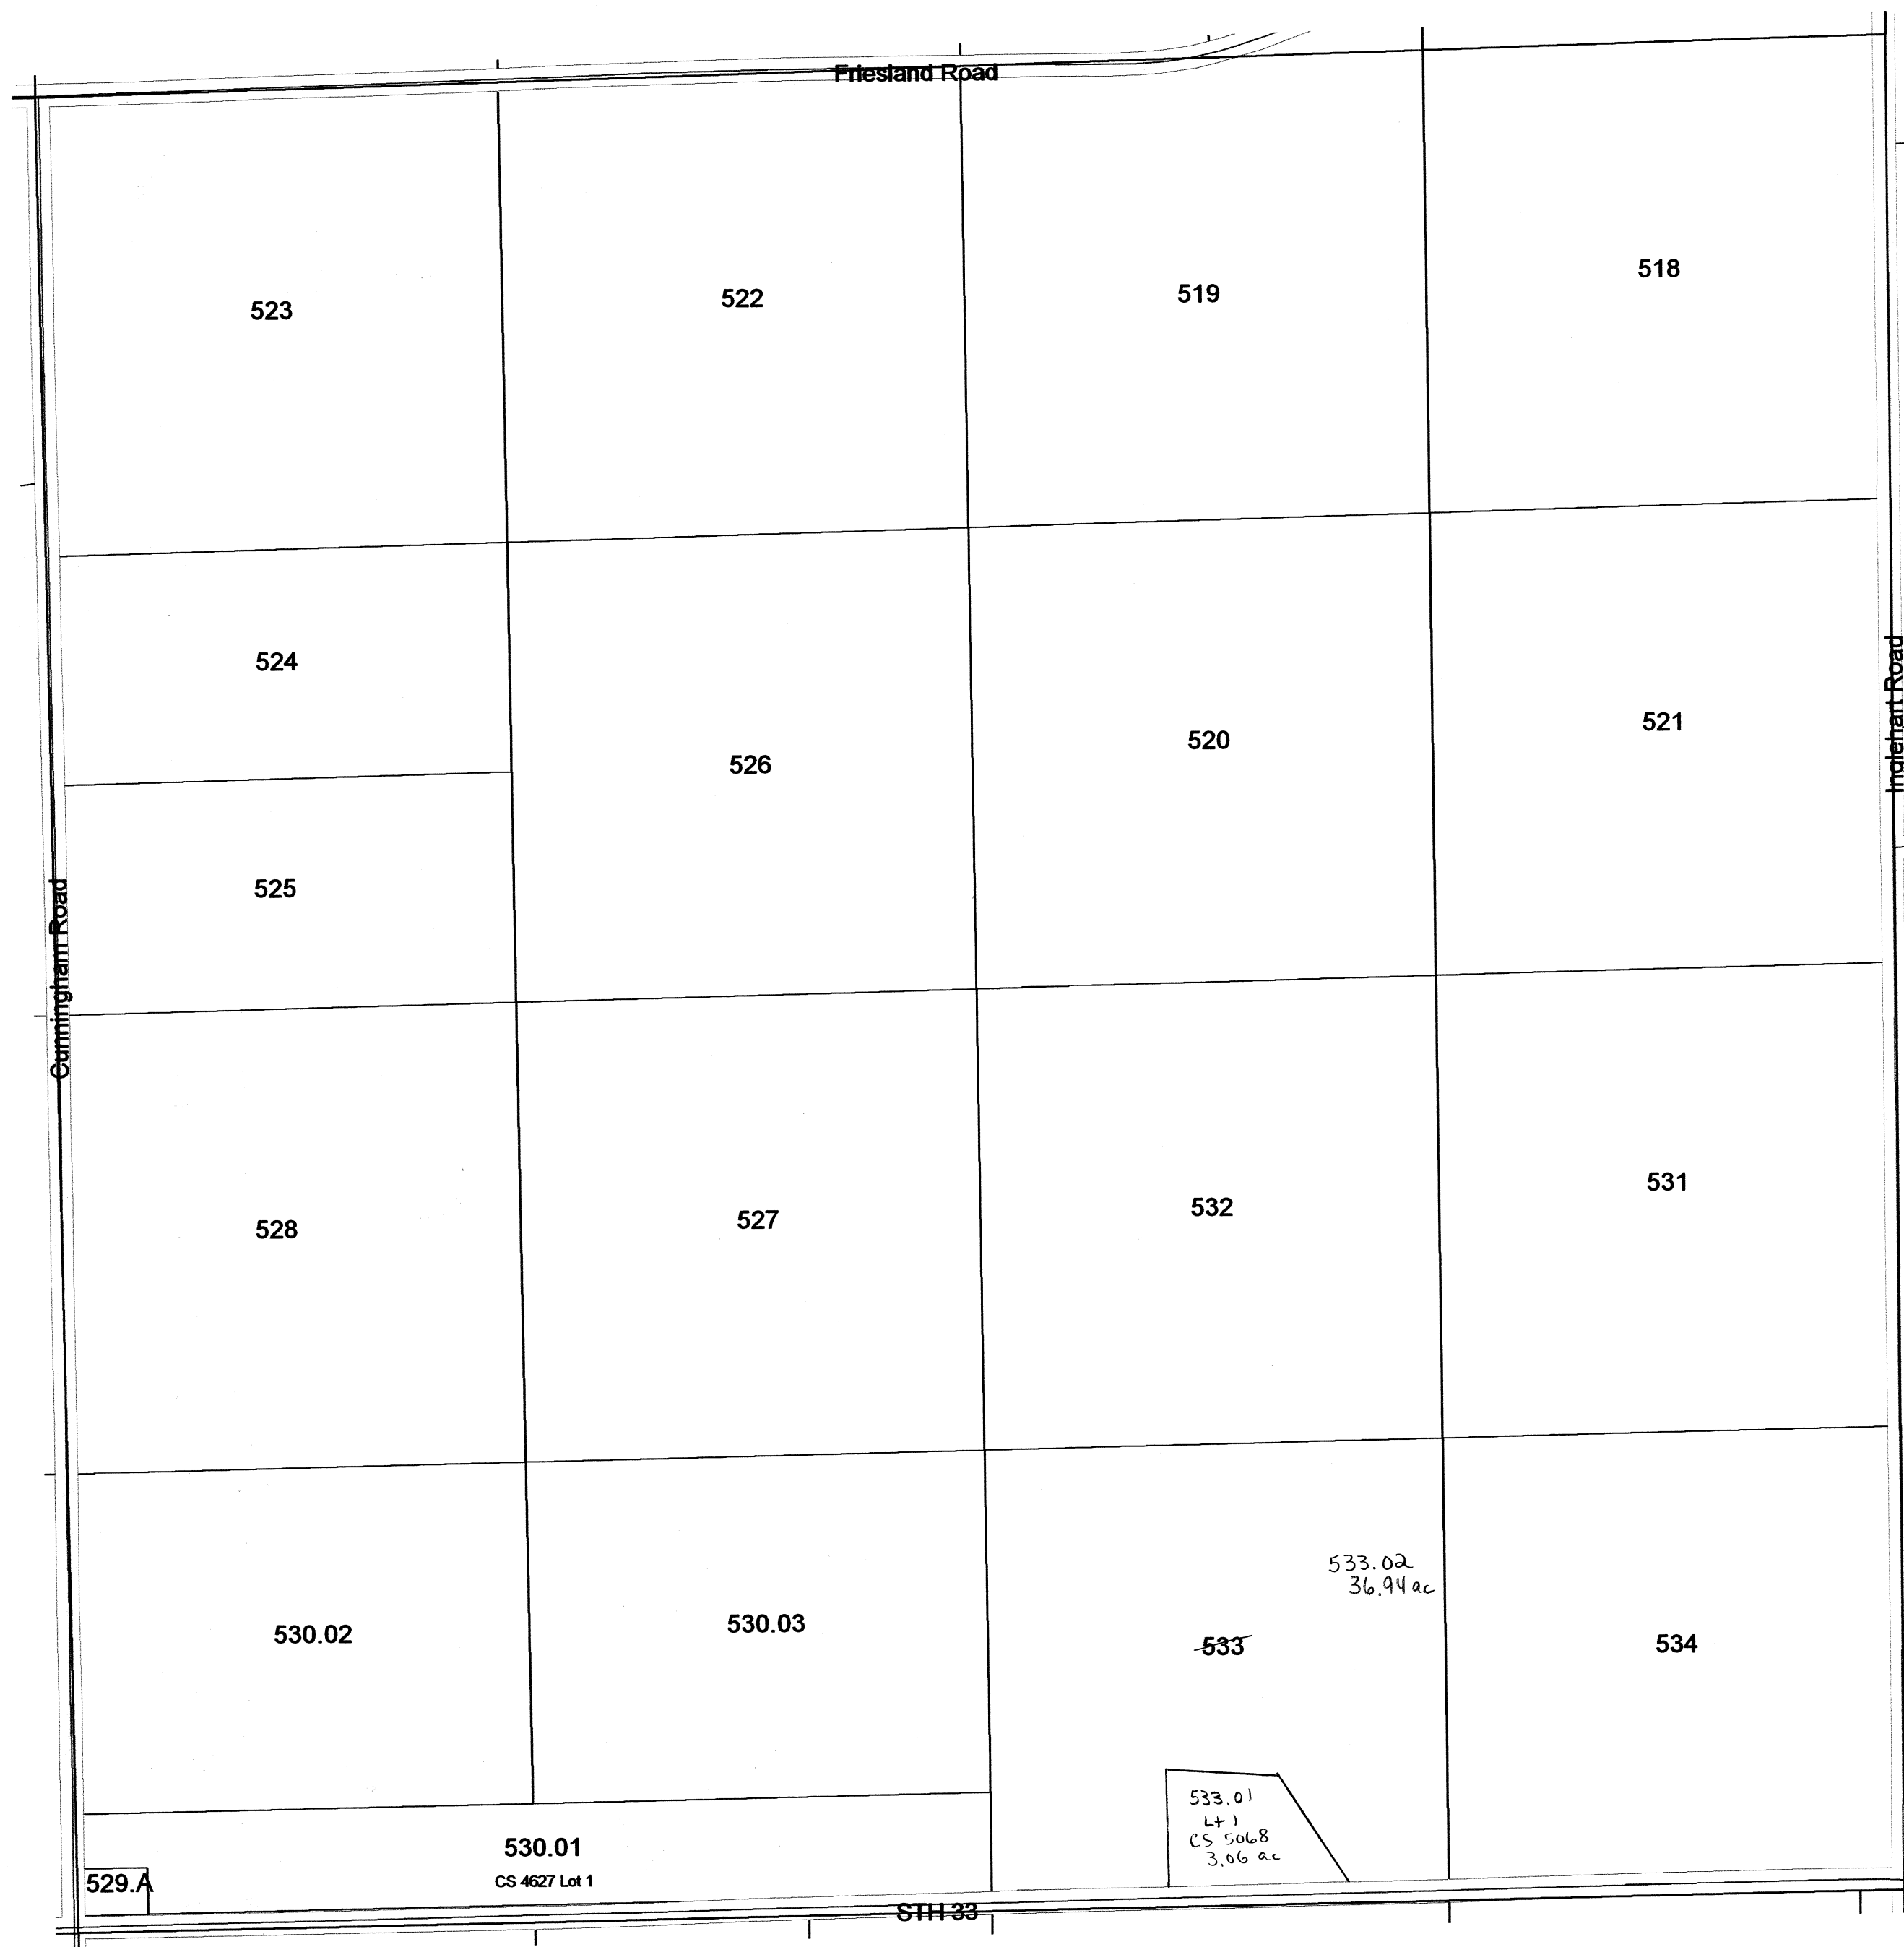 Friesland Road
523
522
519
518
524
526
520
521
Inglehart Road
525
Cunningham Road
528
527
532
531
533.02
36.94 ac
530.02
530.03
533
534
533.01
Lt 1
CS 5068
3.06 ac
530.01
CS 4627 Lot 1
529.A
STH 33